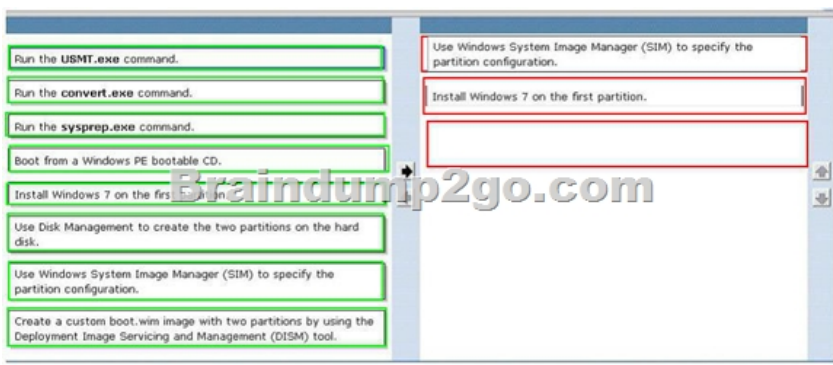 Run the USMT.exe command.
Run the convert.exe command.
Run the sysprep.exe command.
Boot from a Windows PE bootable CD.
Install Windows 7 on the first
Use Disk Management to create the two partitions on the hard
disk.
Use Windows System Image Manager (SIM) to specify the
partition configuration.
Create a custom boot.wim image with two partitions by using the
Deployment Image Servicing and Management (DISM) tool.
Use Windows System Image Manager (SIM) to specify the
partition configuration.
Install Windows 7 on the first partition.
Braindump2go.com